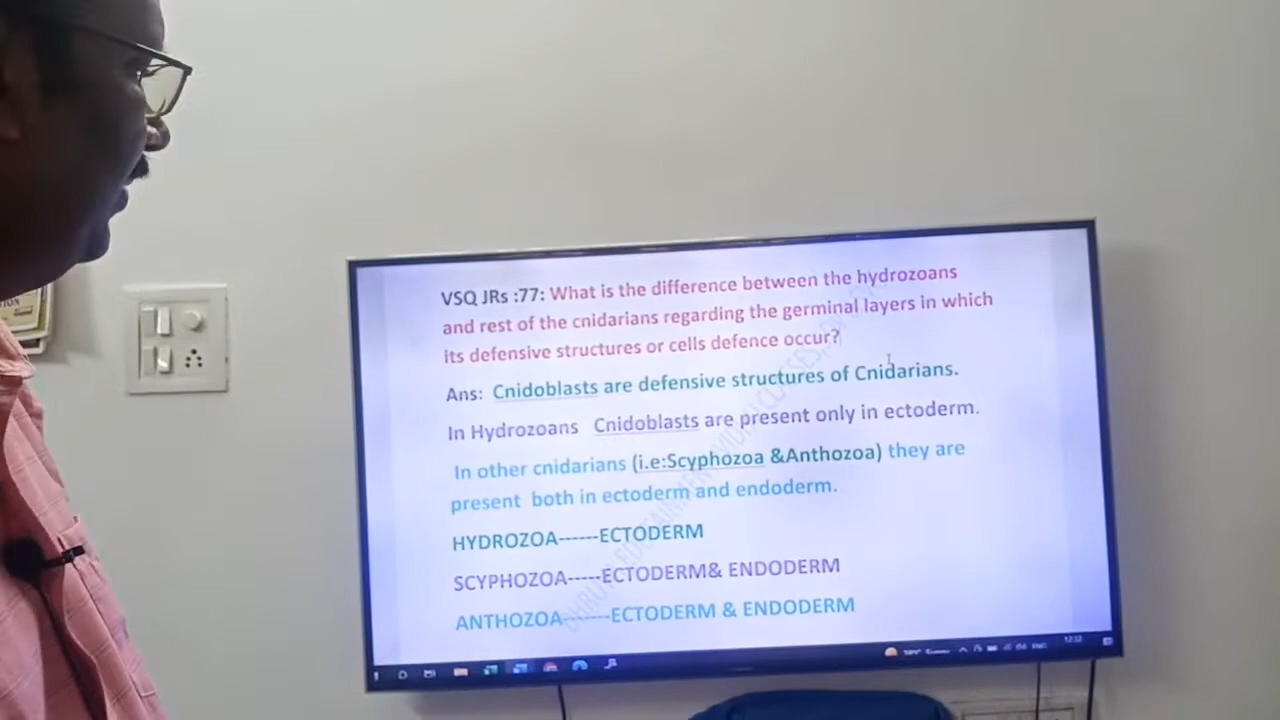 VSQ JRs :77: What is the difference between the hydrozoans
and rest of the cnidarians regarding the germinal layers in which
its defensive structures or cells defence occur?
Ans: Cnidoblasts are defensive structures of Cnidarians.
In Hydrozoans Cnidoblasts are present only in ectoderm.
In other cnidarians (i.e:Scyphozoa &Anthozoa) they are
present both in ectoderm and endoderm.
HYDROZOA------ECTODERM
SCYPHOZOA-----ECTODERM& ENDODERM
ANTHOZOA-------ECTODERM & ENDODERM
12:12